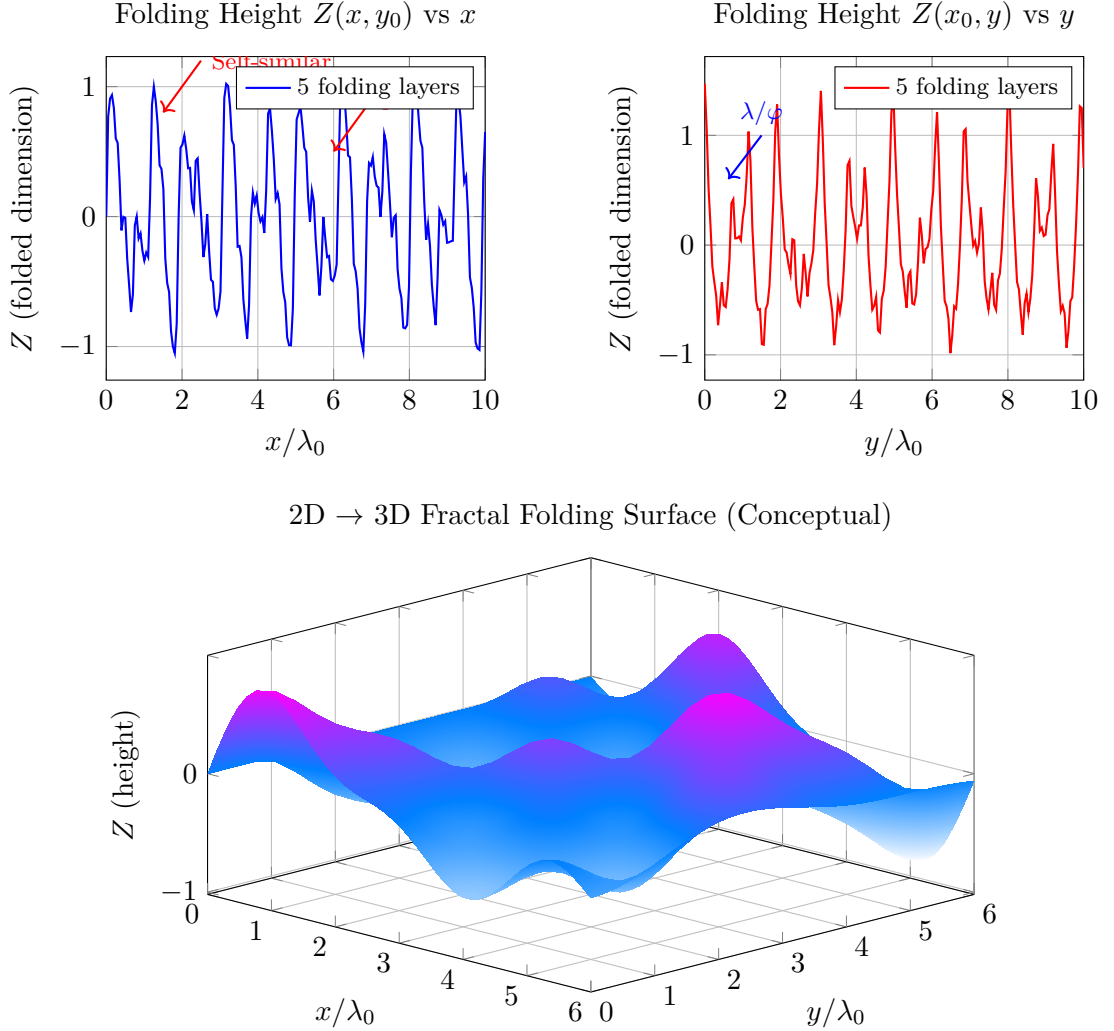 Folding Height Z(x, y₀) vs x
Self-similar
5 folding layers
1
0
−1
Z (folded dimension)
0 2 4 6 8 10
x/λ₀
Folding Height Z(x₀, y) vs y
5 folding layers
λ/φ
1
0
−1
Z (folded dimension)
0 2 4 6 8 10
y/λ₀
2D → 3D Fractal Folding Surface (Conceptual)
0
−1
Z (height)
0 1 2 3 4 5 6
x/λ₀
0 1 2 3 4 5 6
y/λ₀